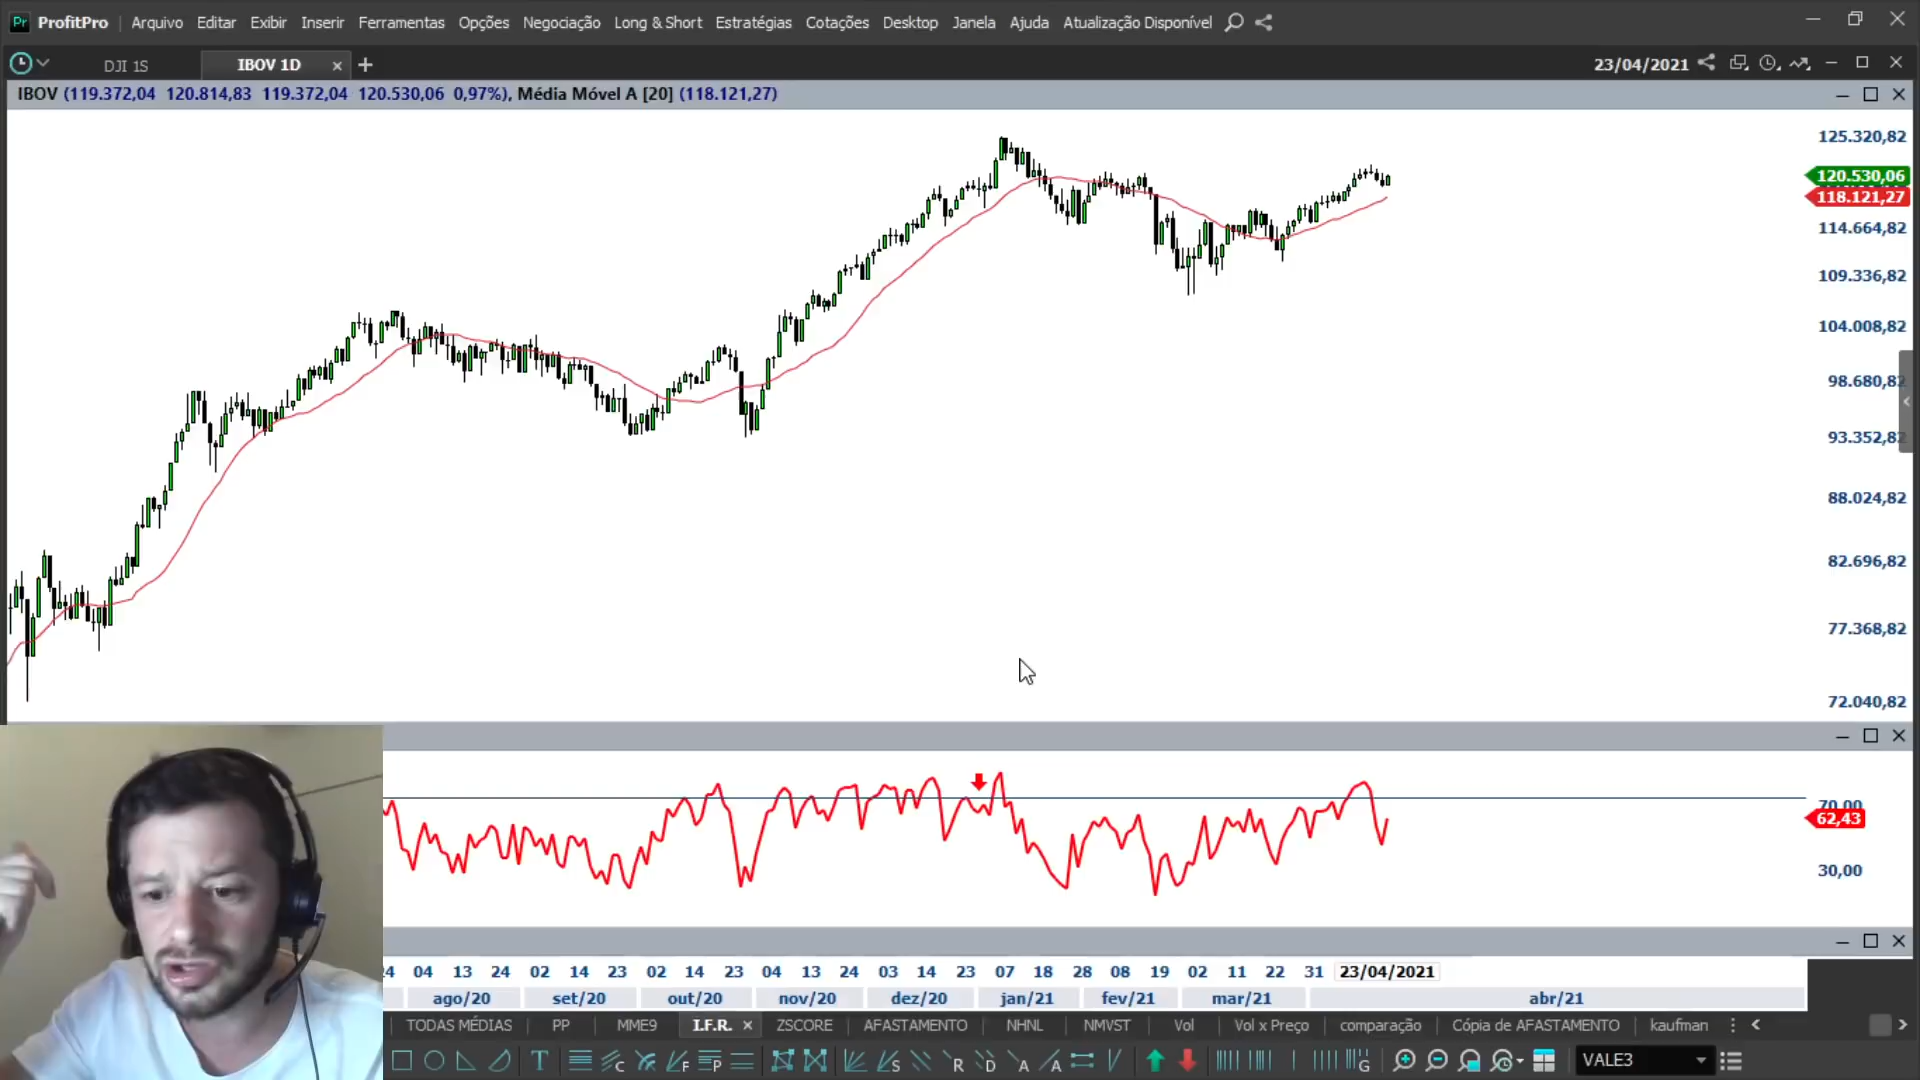 Pr ProfitPro Arquivo Editar Exibir Inserir Ferramentas Opções Negociação Long & Short Estratégias Cotações Desktop Janela Ajuda Atualização Disponível
DJI 1S IBOV 1D 23/04/2021
IBOV (119.372,04 120.814,83 119.372,04 120.530,06 0,97%), Média Móvel A [20] (118.121,27)
125.320,82
120.530,06
118.121,27
114.664,82
109.336,82
104.008,82
98.680,82
93.352,82
88.024,82
82.696,82
77.368,82
72.040,82
70,00
62,43
30,00
24 04 13 24 02 14 23 02 14 23 04 13 24 03 14 23 07 18 28 08 19 02 11 22 31 23/04/2021
ago/20 set/20 out/20 nov/20 dez/20 jan/21 fev/21 mar/21 abr/21
TODAS MÉDIAS PP MME9 I.F.R. ZSCORE AFASTAMENTO NHNL NMVST Vol Vol x Preço comparação Cópia de AFASTAMENTO kaufman
T C F P S R D A A G VALE3